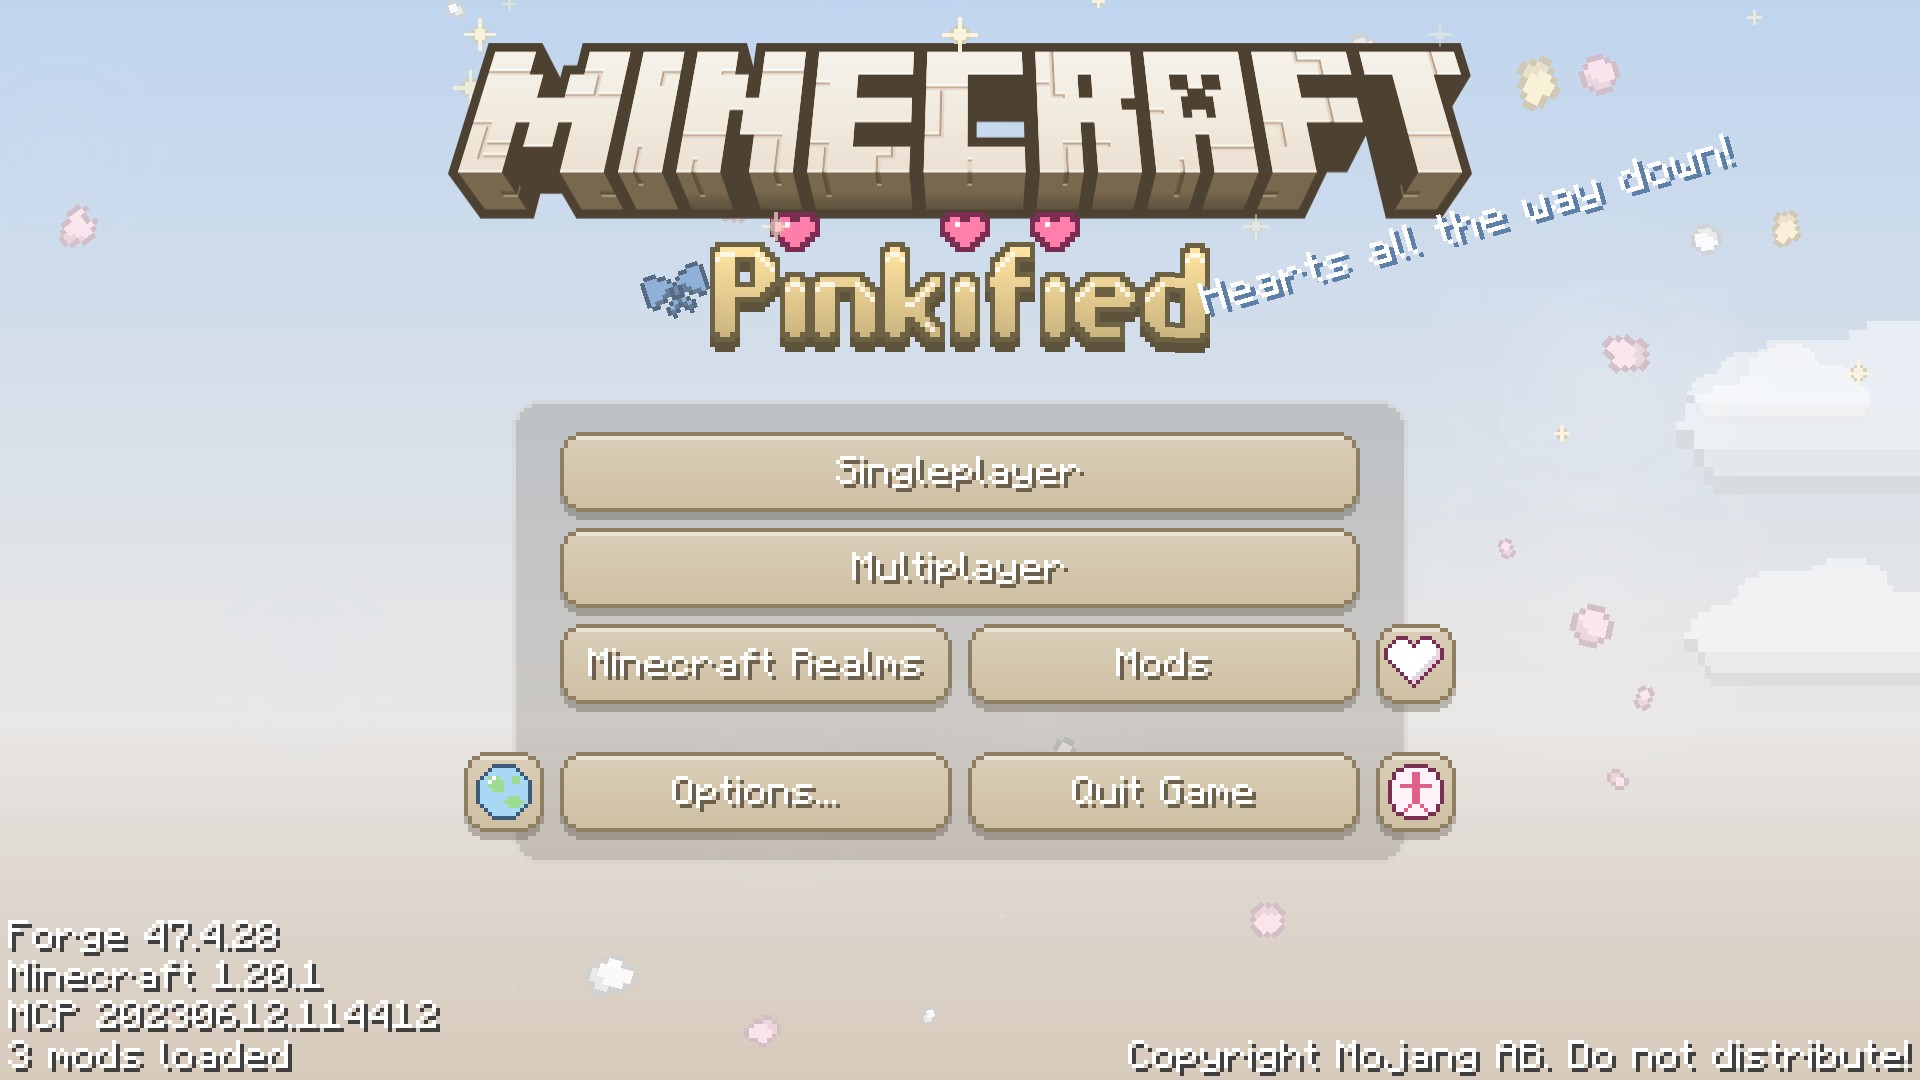 MINECRAFT
Pinkified
Hearts all the way down!
Singleplayer
Multiplayer
Minecraft Realms
Mods
Options...
Quit Game
Forge 47.4.28
Minecraft 1.20.1
MCP 20230612.114412
3 mods loaded
Copyright Mojang AB. Do not distribute!